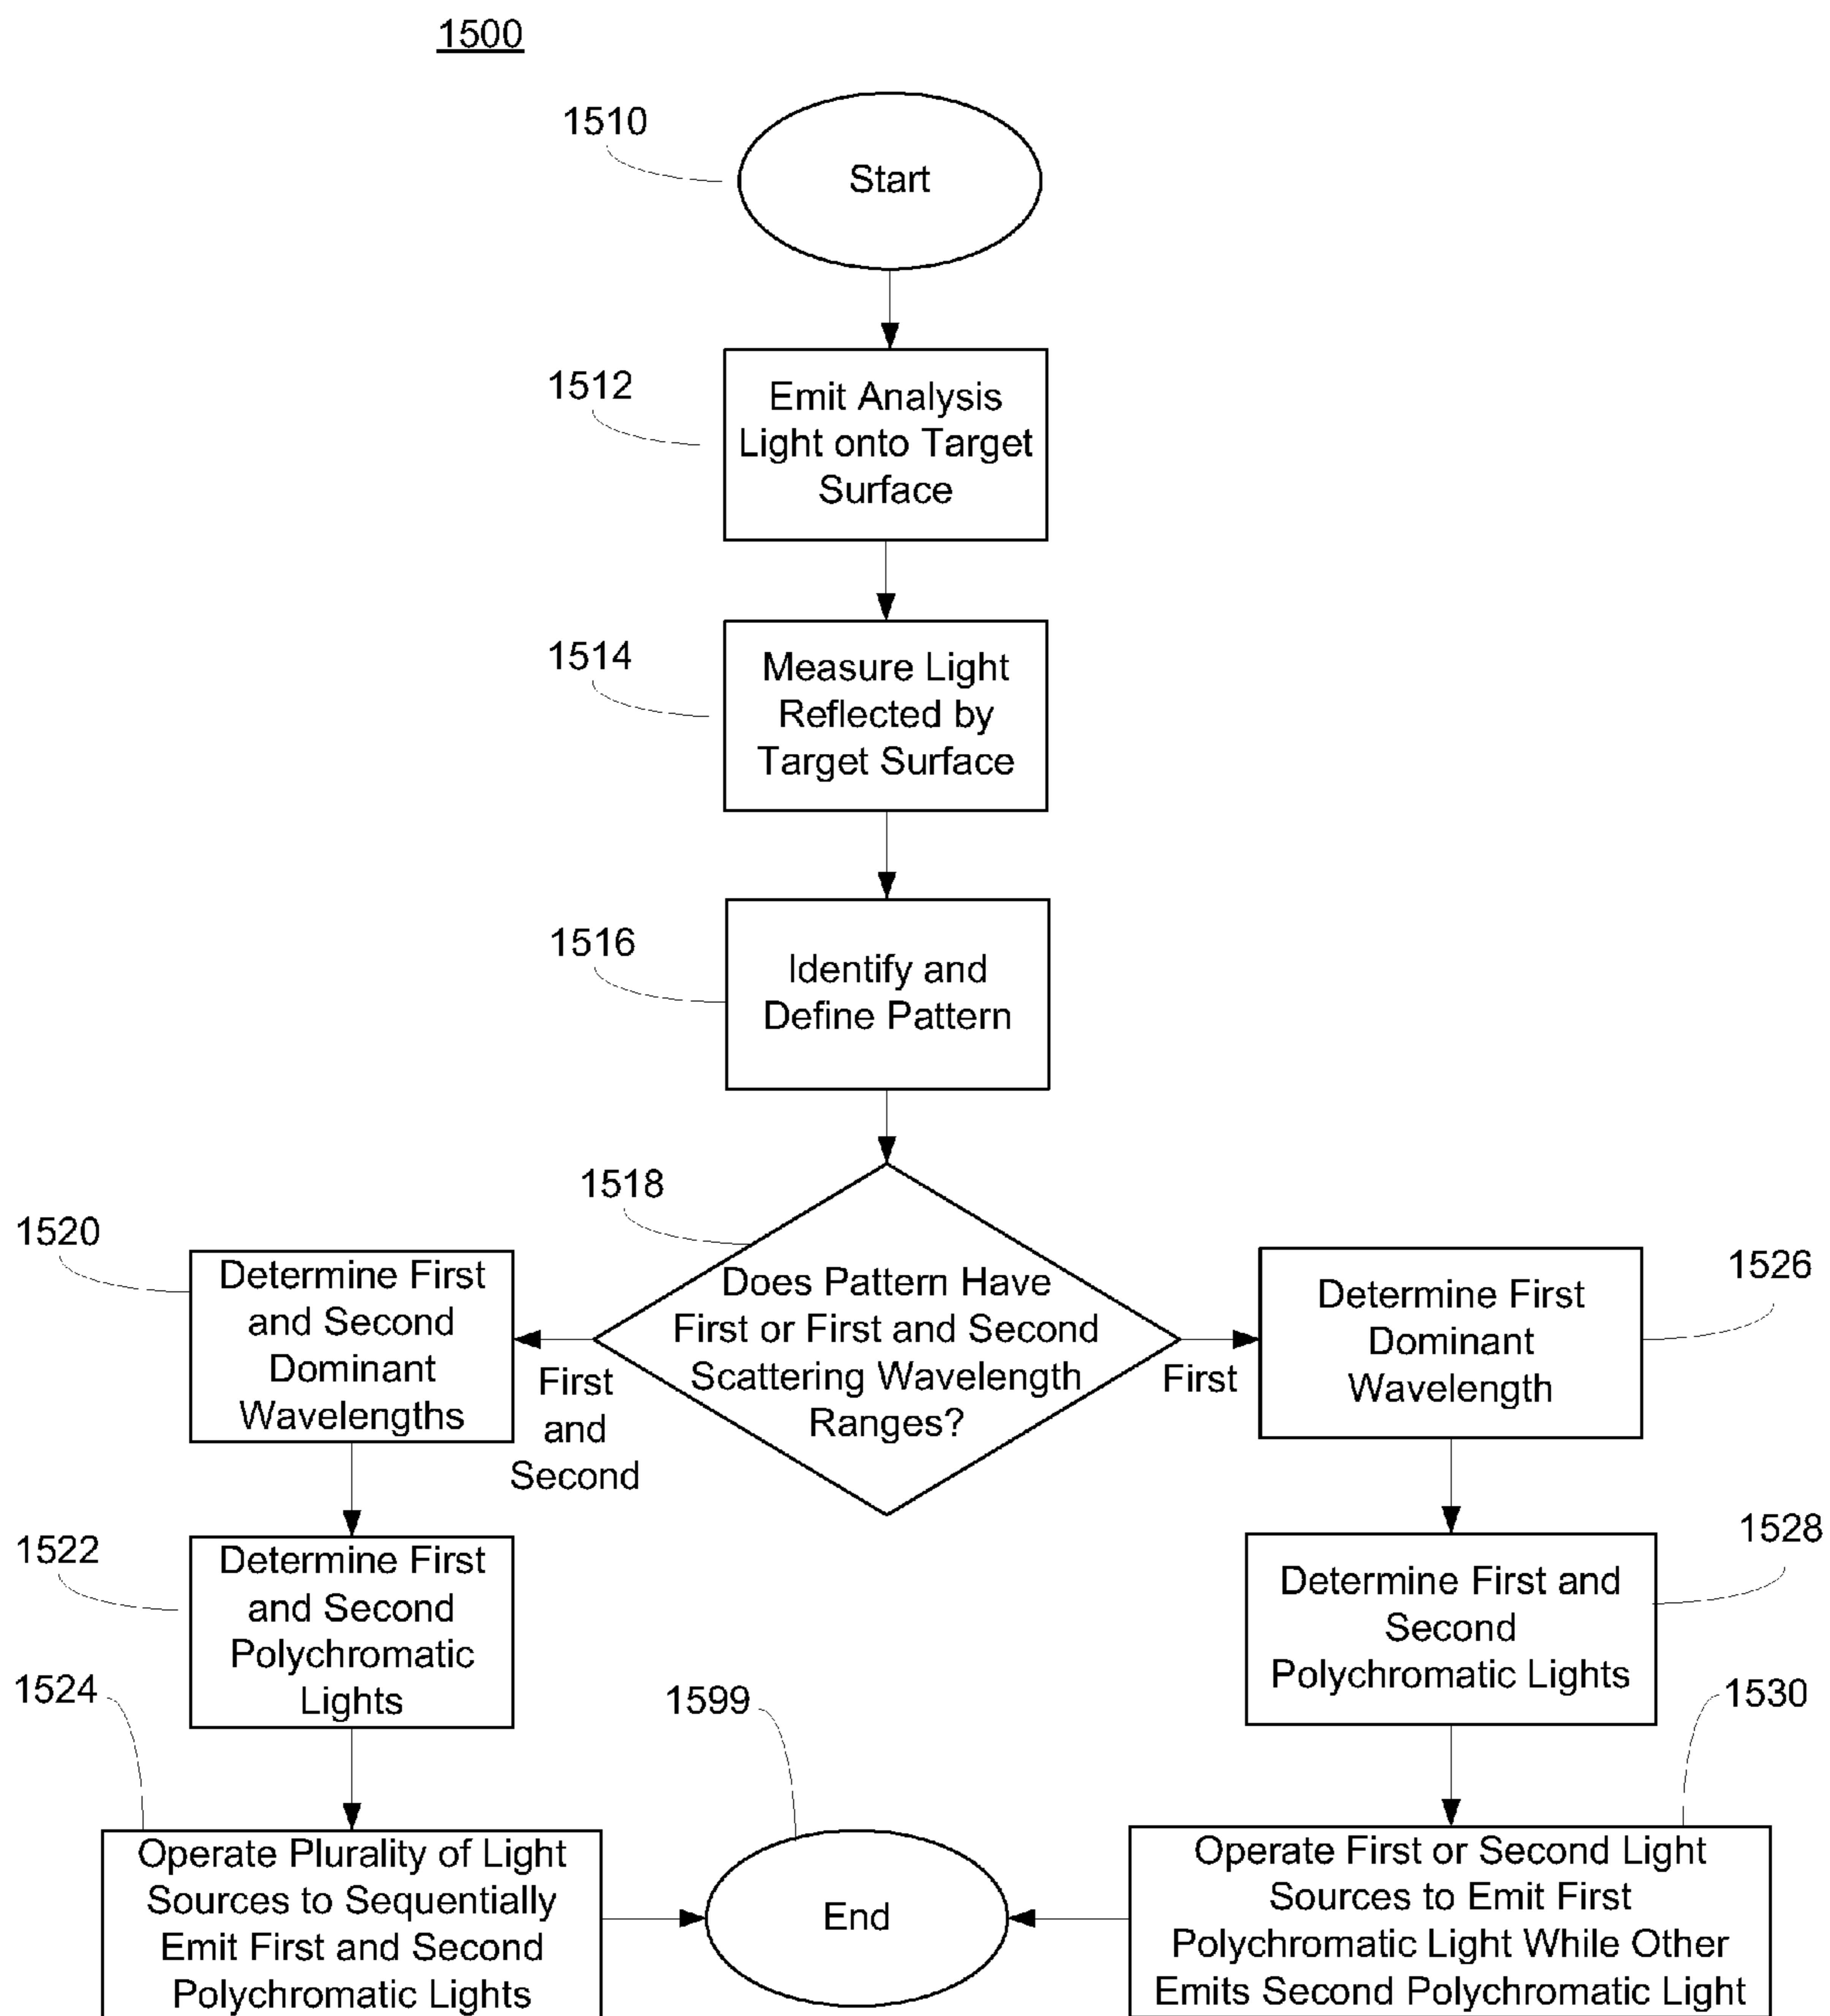 1500
1510
Start
1512
Emit Analysis
Light onto Target
Surface
1514
Measure Light
Reflected by
Target Surface
1516
Identify and
Define Pattern
1518
Does Pattern Have
First or First and Second
Scattering Wavelength
Ranges?
First
and
Second
First
1520
Determine First
and Second
Dominant
Wavelengths
1526
Determine First
Dominant
Wavelength
1522
Determine First
and Second
Polychromatic
Lights
1528
Determine First and
Second
Polychromatic Lights
1524
Operate Plurality of Light
Sources to Sequentially
Emit First and Second
Polychromatic Lights
1599
End
1530
Operate First or Second Light
Sources to Emit First
Polychromatic Light While Other
Emits Second Polychromatic Light